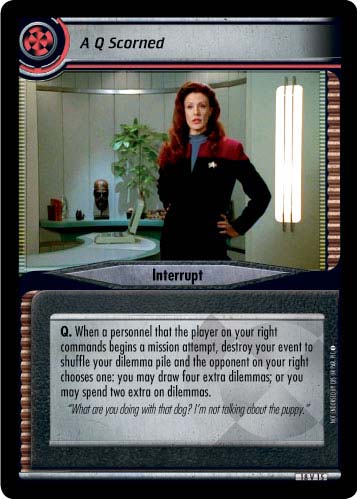 A Q Scorned
Interrupt
Q. When a personnel that the player on your right
commands begins a mission attempt, destroy your event to
shuffle your dilemma pile and the opponent on your right
chooses one: you may draw four extra dilemmas; or you
may spend two extra on dilemmas.
"What are you doing with that dog? I'm not talking about the puppy."
18 V 15